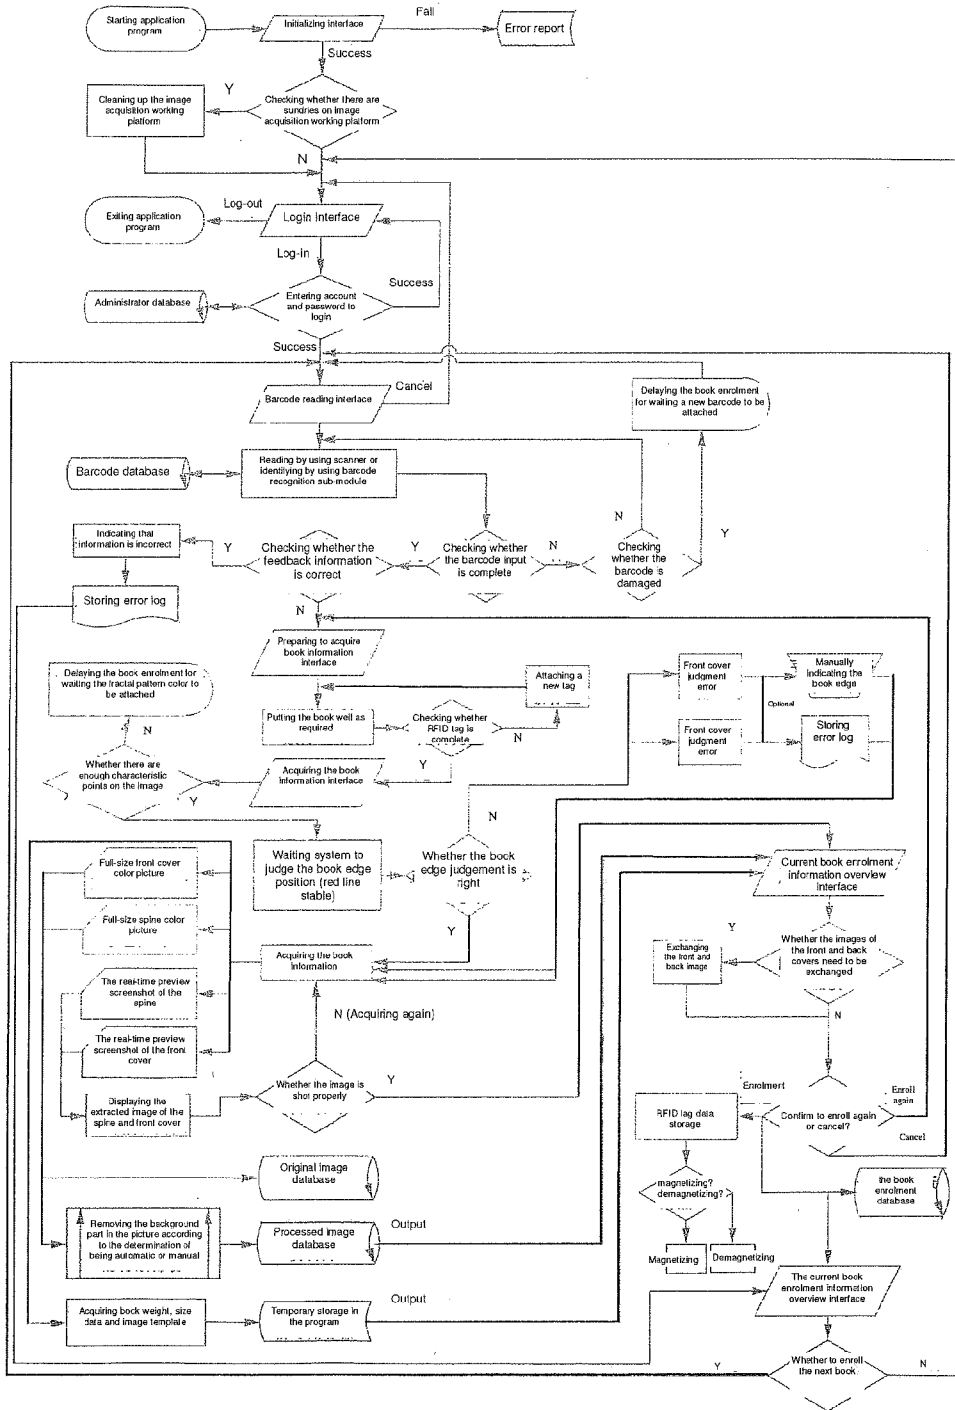 Starting application
program
Initializing interface
Fail
Error report
Success
Checking whether there are
sundries on image
acquisition working platform
Y
Cleaning up the image
acquisition working
platform
N
Log-out
Login interface
Exiting application
program
Log-in
Success
Entering account
and password to
login
Administrator database
Success
Cancel
Barcode reading interface
Delaying the book enrolment
for waiting a new barcode to be
attached
Barcode database
Reading by using scanner or
identifying by using barcode
recognition sub-module
N
Y
Indicating that
information is incorrect
Y
Checking whether the
feedback information
is correct
Y
Checking whether
the barcode input
is complete
N
Checking
whether the
barcode is
damaged
Storing error log
N
Preparing to acquire
book information
interface
Delaying the book enrolment for
waiting the fractal pattern color to
be attached
Attaching a
new tag
Front cover
judgment
error
Manually
indicating the
book edge
Optional
Putting the book well as
required
Checking whether
RFID tag is
complete
N
Front cover
judgment
error
Storing
error log
N
Y
Whether there are
enough characteristic
points on the image
Acquiring the book
information interface
Y
N
Waiting system to
judge the book edge
position (red line
stable)
Whether the book
edge judgement is
right
Full-size front cover
color picture
Current book enrolment
information overview
interface
Full-size spine color
picture
Y
Y
Whether the images of
the front and back
covers need to be
exchanged
Exchanging
the front and
back image
Acquiring the book
information
The real-time preview
screenshot of the
spine
N (Acquiring again)
N
The real-time preview
screenshot of the front
cover
Whether the image is
shot properly
Y
Displaying the
extracted image of the
spine and front cover
Enrolment
Enroll
again
RFID tag data
storage
Confirm to enroll again
or cancel?
Cancel
Original image
database
magnetizing?
demagnetizing?
the book
enrolment
database
Removing the background
part in the picture according
to the determination of
being automatic or manual
Processed image
database
Output
Magnetizing
Demagnetizing
The current book
enrolment information
overview interface
Acquiring book weight, size
data and image template
Temporary storage in
the program
Output
Y
Whether to enroll
the next book
N